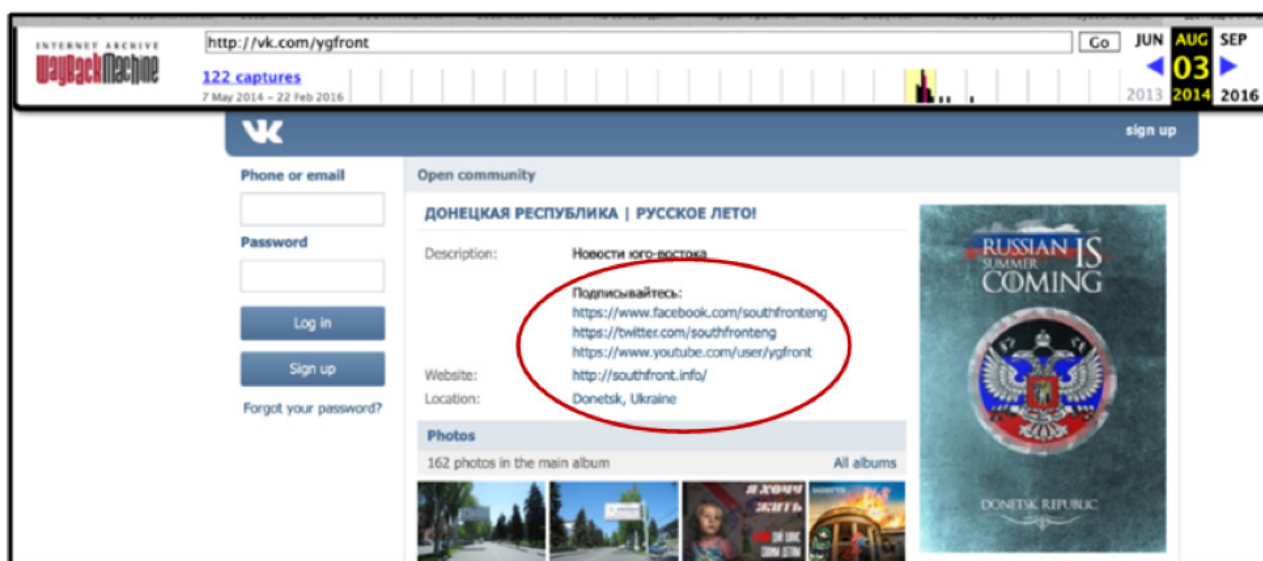 INTERNET ARCHIVE
WayBackMachine
http://vk.com/ygfront
Go
JUN AUG SEP
122 captures
03
7 May 2014 – 22 Feb 2016
2013 2014 2016
VK
sign up
Phone or email
Password
Log in
Sign up
Forgot your password?
Open community
ДОНЕЦКАЯ РЕСПУБЛИКА | РУССКОЕ ЛЕТО!
Description: Новости юго-востока
Подписывайтесь:
https://www.facebook.com/southfronteng
https://twitter.com/southfronteng
https://www.youtube.com/user/ygfront
Website: http://southfront.info/
Location: Donetsk, Ukraine
Photos
162 photos in the main album All albums
Я ХОЧУ
ЖИТЬ
RUSSIAN IS
SUMMER
COMING
DONETSK REPUBLIC